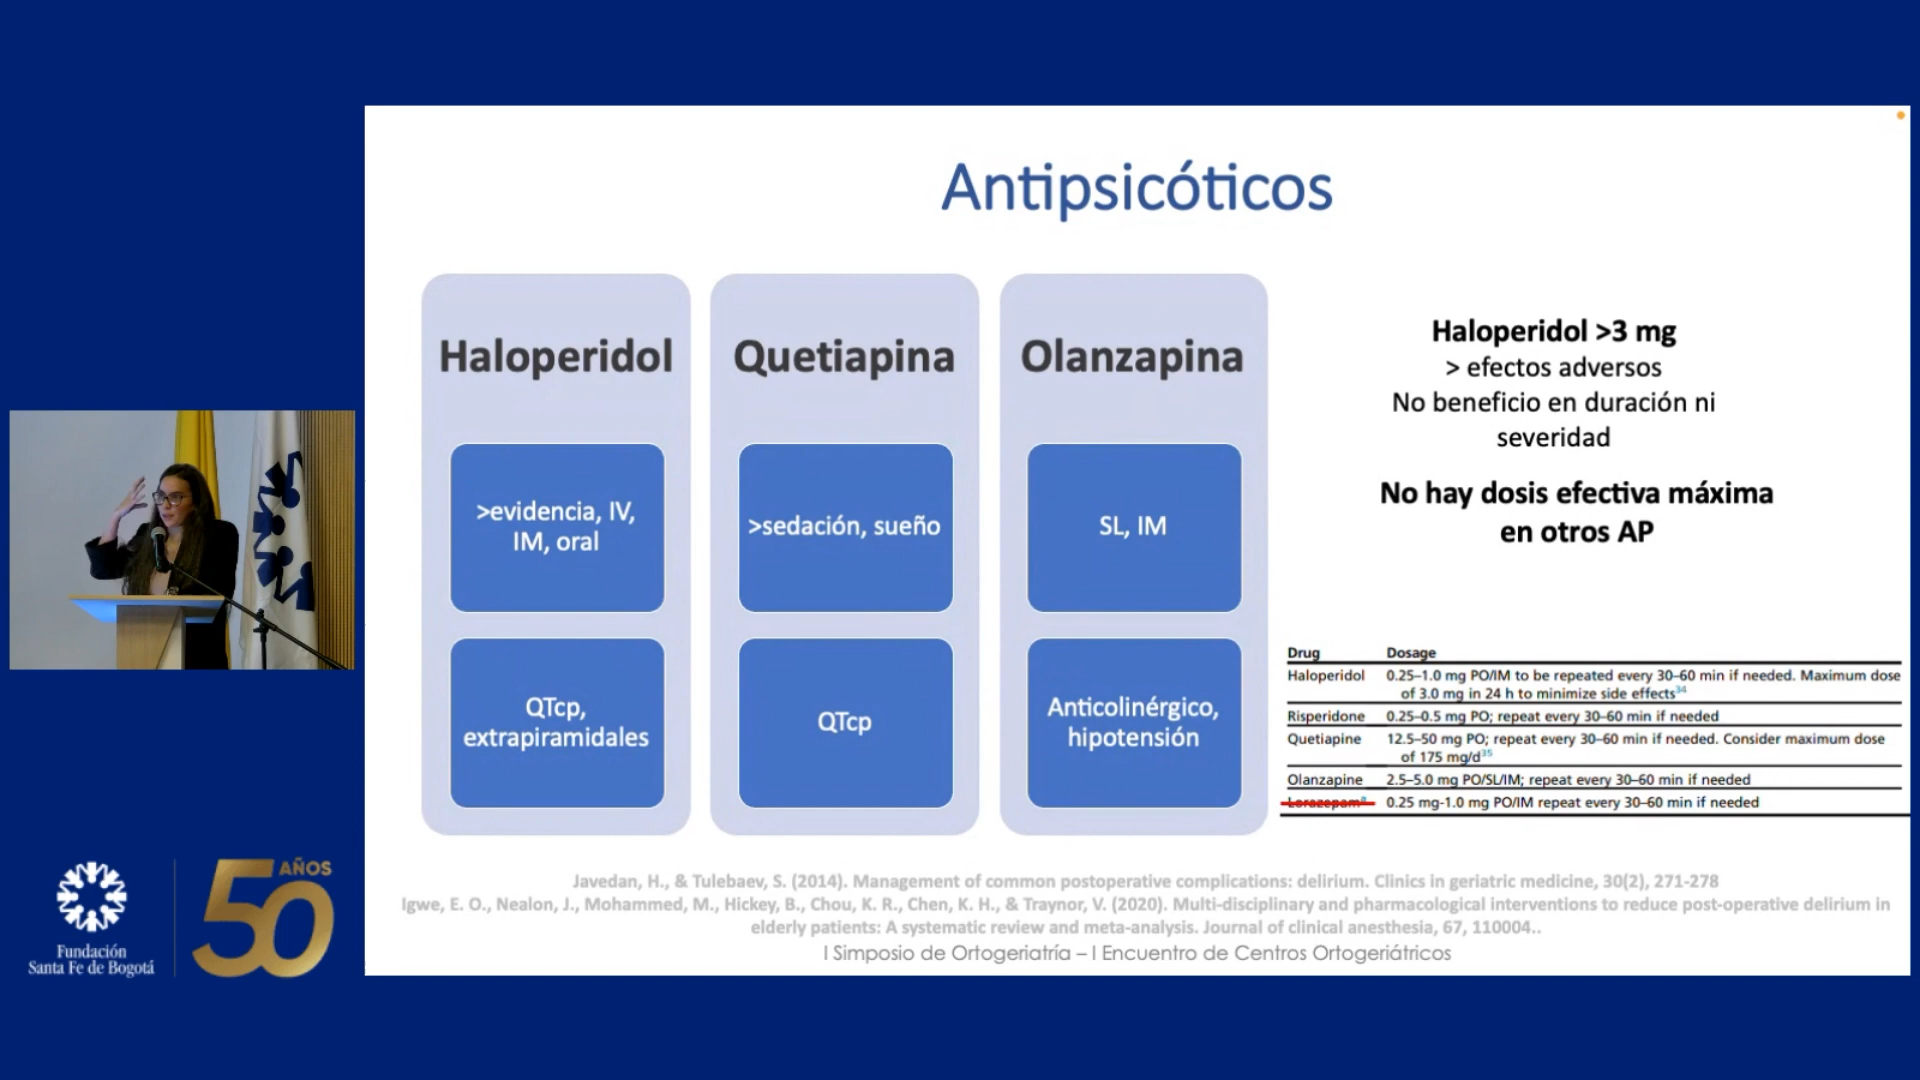 Antipsicóticos
Haloperidol
>evidencia, IV,
IM, oral
QTcp,
extrapiramidales
Quetiapina
>sedación, sueño
QTcp
Olanzapina
SL, IM
Anticolinérgico,
hipotensión
Haloperidol >3 mg
> efectos adversos
No beneficio en duración ni
severidad
No hay dosis efectiva máxima
en otros AP
Drug Dosage
Haloperidol 0.25–1.0 mg PO/IM to be repeated every 30–60 min if needed. Maximum dose
of 3.0 mg in 24 h to minimize side effects34
Risperidone 0.25–0.5 mg PO; repeat every 30–60 min if needed
Quetiapine 12.5–50 mg PO; repeat every 30–60 min if needed. Consider maximum dose
of 175 mg/d35
Olanzapine 2.5–5.0 mg PO/SL/IM; repeat every 30–60 min if needed
Lorazepama 0.25 mg-1.0 mg PO/IM repeat every 30–60 min if needed
Javedan, H., & Tulebaev, S. (2014). Management of common postoperative complications: delirium. Clinics in geriatric medicine, 30(2), 271-278
Igwe, E. O., Nealon, J., Mohammed, M., Hickey, B., Chou, K. R., Chen, K. H., & Traynor, V. (2020). Multi-disciplinary and pharmacological interventions to reduce post-operative delirium in
elderly patients: A systematic review and meta-analysis. Journal of clinical anesthesia, 67, 110004..
I Simposio de Ortogeriatría – I Encuentro de Centros Ortogeriátricos
Fundación
Santa Fe de Bogotá
50 AÑOS